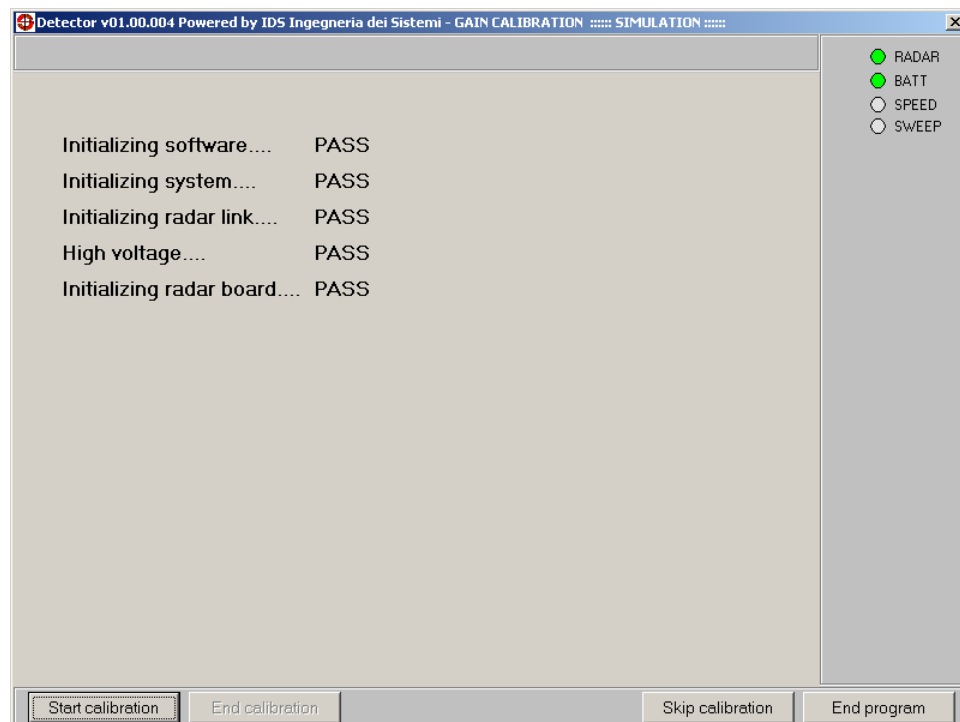 Detector v01.00.004 Powered by IDS Ingegneria dei Sistemi - GAIN CALIBRATION :::::: SIMULATION ::::::
RADAR
BATT
SPEED
SWEEP
Initializing software.... PASS
Initializing system.... PASS
Initializing radar link.... PASS
High voltage.... PASS
Initializing radar board.... PASS
Start calibration End calibration Skip calibration End program